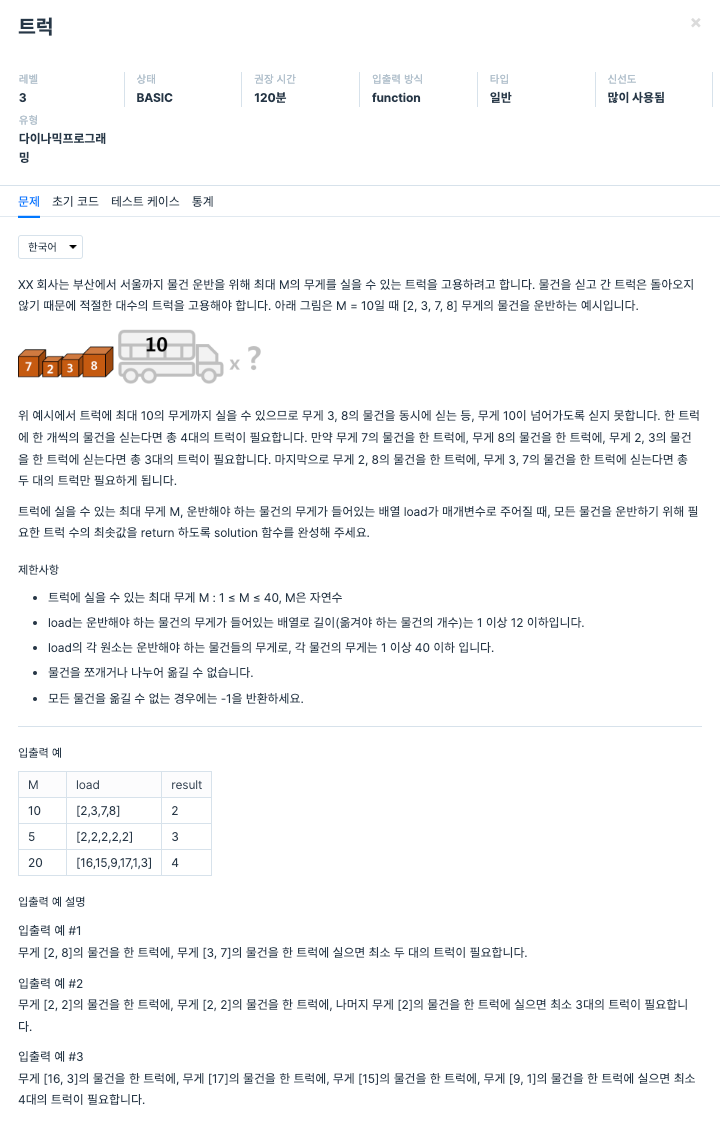 트럭
×
레벨
3
상태
BASIC
권장 시간
120분
입출력 방식
function
타입
일반
신선도
많이 사용됨
유형
다이나믹프로그래
밍
문제 초기 코드 테스트 케이스 통계
한국어
XX 회사는 부산에서 서울까지 물건 운반을 위해 최대 M의 무게를 실을 수 있는 트럭을 고용하려고 합니다. 물건을 싣고 간 트럭은 돌아오지
않기 때문에 적절한 대수의 트럭을 고용해야 합니다. 아래 그림은 M = 10일 때 [2, 3, 7, 8] 무게의 물건을 운반하는 예시입니다.
7 2 3 8 10 x ?
위 예시에서 트럭에 최대 10의 무게까지 실을 수 있으므로 무게 3, 8의 물건을 동시에 싣는 등, 무게 10이 넘어가도록 싣지 못합니다. 한 트럭
에 한 개씩의 물건을 싣는다면 총 4대의 트럭이 필요합니다. 만약 무게 7의 물건을 한 트럭에, 무게 8의 물건을 한 트럭에, 무게 2, 3의 물건
을 한 트럭에 싣는다면 총 3대의 트럭이 필요합니다. 마지막으로 무게 2, 8의 물건을 한 트럭에, 무게 3, 7의 물건을 한 트럭에 싣는다면 총
두 대의 트럭만 필요하게 됩니다.
트럭에 실을 수 있는 최대 무게 M, 운반해야 하는 물건의 무게가 들어있는 배열 load가 매개변수로 주어질 때, 모든 물건을 운반하기 위해 필
요한 트럭 수의 최솟값을 return 하도록 solution 함수를 완성해 주세요.
제한사항
• 트럭에 실을 수 있는 최대 무게 M : 1 ≤ M ≤ 40, M은 자연수
• load는 운반해야 하는 물건의 무게가 들어있는 배열로 길이(옮겨야 하는 물건의 개수)는 1 이상 12 이하입니다.
• load의 각 원소는 운반해야 하는 물건들의 무게로, 각 물건의 무게는 1 이상 40 이하 입니다.
• 물건을 쪼개거나 나누어 옮길 수 없습니다.
• 모든 물건을 옮길 수 없는 경우에는 -1을 반환하세요.
입출력 예
M load result
10 [2,3,7,8] 2
5 [2,2,2,2,2] 3
20 [16,15,9,17,1,3] 4
입출력 예 설명
입출력 예 #1
무게 [2, 8]의 물건을 한 트럭에, 무게 [3, 7]의 물건을 한 트럭에 실으면 최소 두 대의 트럭이 필요합니다.
입출력 예 #2
무게 [2, 2]의 물건을 한 트럭에, 무게 [2, 2]의 물건을 한 트럭에, 나머지 무게 [2]의 물건을 한 트럭에 실으면 최소 3대의 트럭이 필요합니
다.
입출력 예 #3
무게 [16, 3]의 물건을 한 트럭에, 무게 [17]의 물건을 한 트럭에, 무게 [15]의 물건을 한 트럭에, 무게 [9, 1]의 물건을 한 트럭에 실으면 최소
4대의 트럭이 필요합니다.